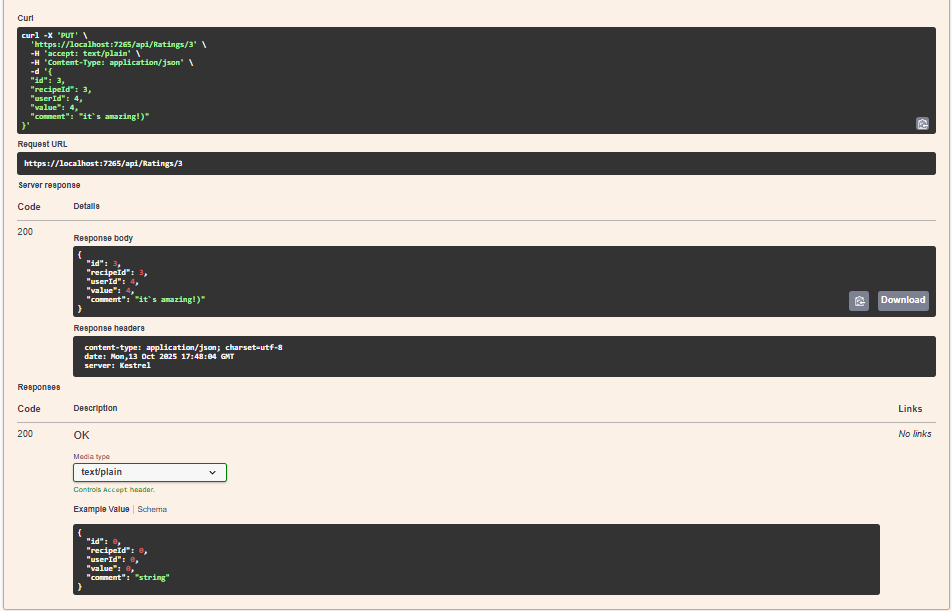 Curl
curl -X 'PUT' \
'https://localhost:7265/api/Ratings/3' \
-H 'accept: text/plain' \
-H 'Content-Type: application/json' \
-d '{
"id": 3,
"recipeId": 3,
"userId": 4,
"value": 4,
"comment": "it`s amazing!)"
}'
Request URL
https://localhost:7265/api/Ratings/3
Server response
Code Details
200
Response body
{
"id": 3,
"recipeId": 3,
"userId": 4,
"value": 4,
"comment": "it`s amazing!)"
}
Download
Response headers
content-type: application/json; charset=utf-8
date: Mon,13 Oct 2025 17:48:04 GMT
server: Kestrel
Responses
Code Description Links
200 OK No links
Media type
text/plain
Controls Accept header.
Example Value | Schema
{
"id": 0,
"recipeId": 0,
"userId": 0,
"value": 0,
"comment": "string"
}